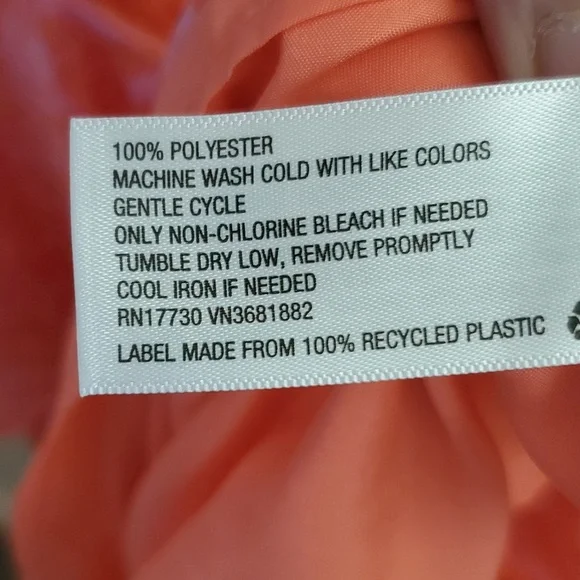 100% POLYESTER
MACHINE WASH COLD WITH LIKE COLORS
GENTLE CYCLE
ONLY NON-CHLORINE BLEACH IF NEEDED
TUMBLE DRY LOW, REMOVE PROMPTLY
COOL IRON IF NEEDED
RN17730 VN3681882
LABEL MADE FROM 100% RECYCLED PLASTIC